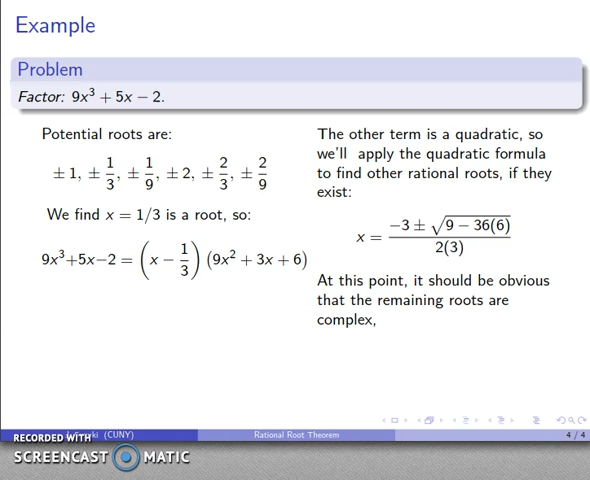 Example
Problem
Factor: 9x³ + 5x − 2.
Potential roots are:
± 1, ± 1/3, ± 1/9, ± 2, ± 2/3, ± 2/9
We find x = 1/3 is a root, so:
9x³+5x−2 = (x − 1/3) (9x² + 3x + 6)
The other term is a quadratic, so
we'll apply the quadratic formula
to find other rational roots, if they
exist:
x = (−3 ± √(9 − 36(6))) / 2(3)
At this point, it should be obvious
that the remaining roots are
complex,
(CUNY)
Rational Root Theorem
4 / 4
RECORDED WITH
SCREENCAST MATIC